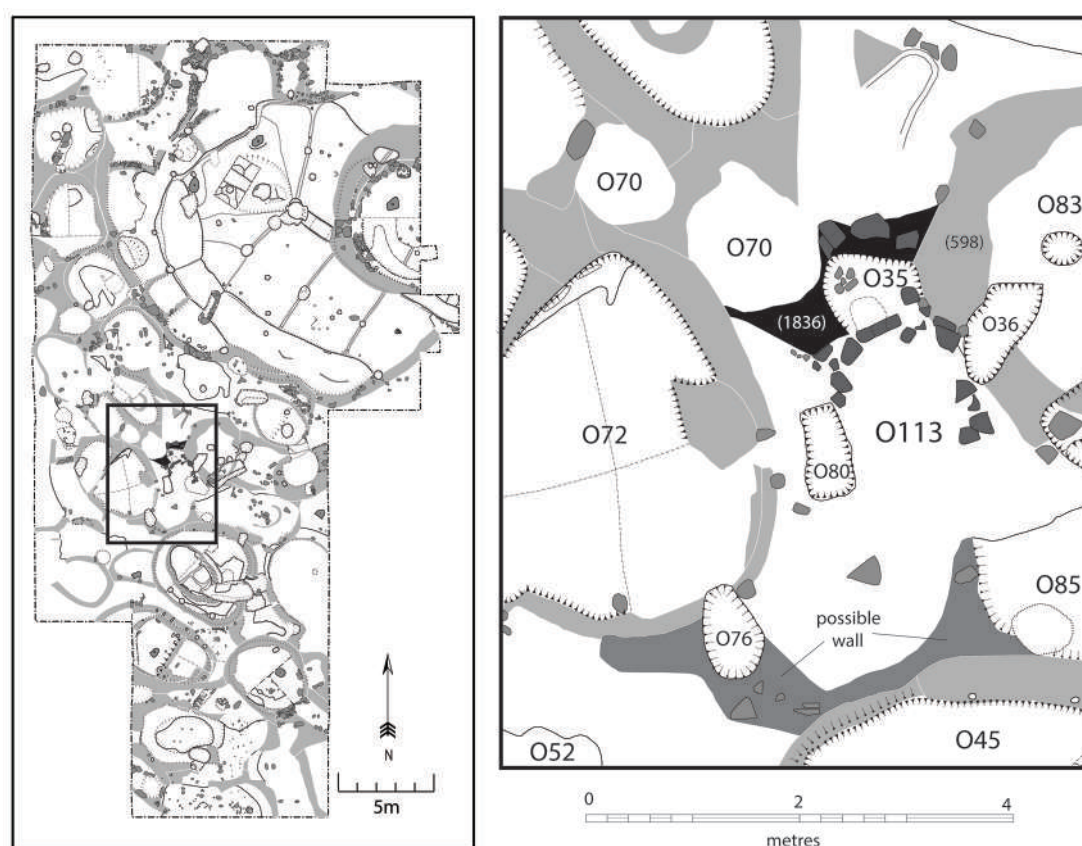 N
5m
O70
O83
O70
(598)
O35
(1836)
O36
O72
O113
O80
O85
possible
wall
O76
O45
O52
0
2
4
metres